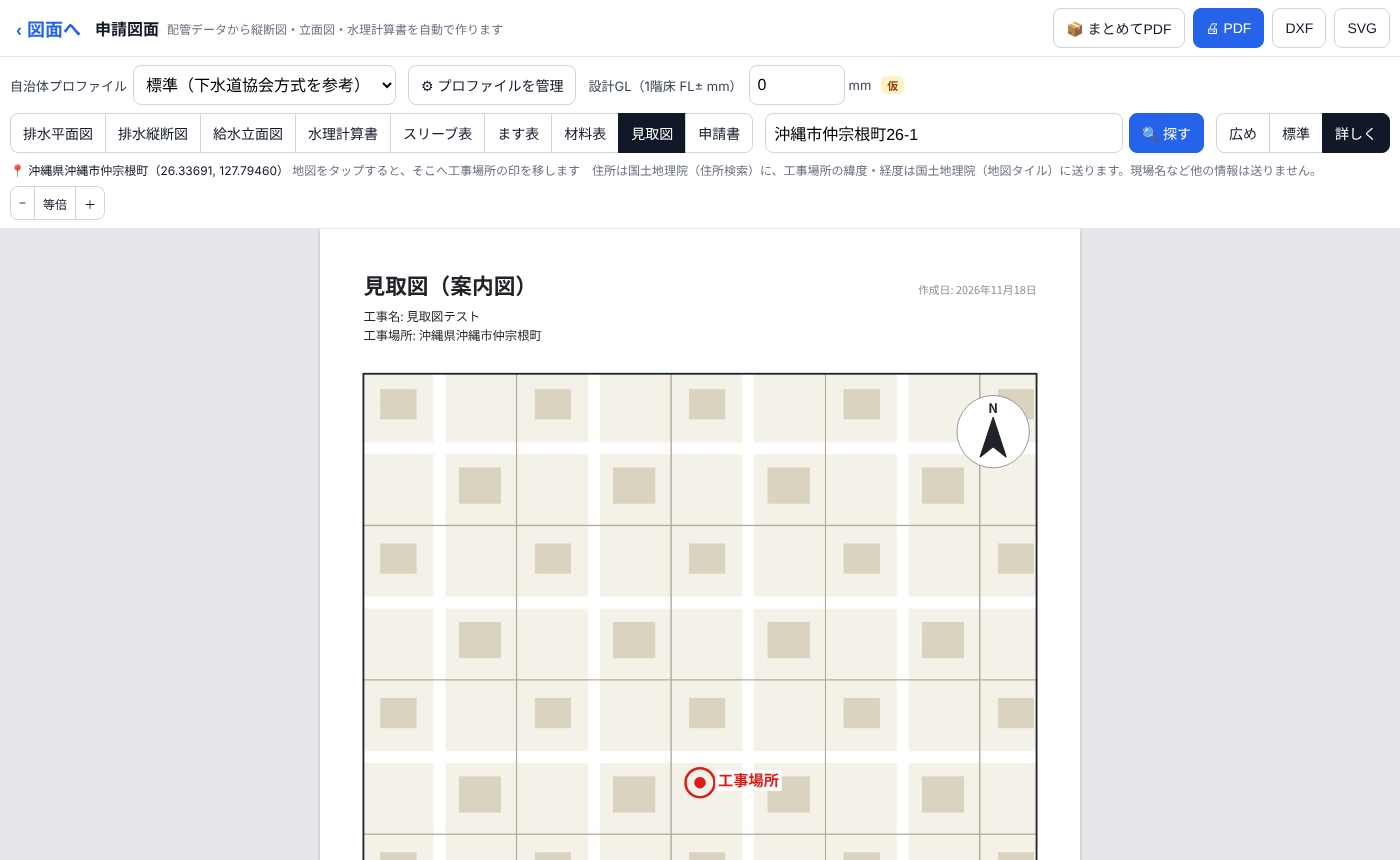 ‹ 図面へ 申請図面 配管データから縦断図・立面図・水理計算書を自動で作ります 📦 まとめてPDF 🖨 PDF DXF SVG
自治体プロファイル 標準（下水道協会方式を参考） ⚙ プロファイルを管理 設計GL（1階床 FL± mm） 0 mm 仮
排水平面図 排水縦断図 給水立面図 水理計算書 スリーブ表 ます表 材料表 見取図 申請書 沖縄市仲宗根町26-1 🔍 探す 広め 標準 詳しく
📍 沖縄県沖縄市仲宗根町（26.33691, 127.79460） 地図をタップすると、そこへ工事場所の印を移します 住所は国土地理院（住所検索）に、工事場所の緯度・経度は国土地理院（地図タイル）に送ります。現場名など他の情報は送りません。
− 等倍 ＋
見取図（案内図）
作成日: 2026年11月18日
工事名: 見取図テスト
工事場所: 沖縄県沖縄市仲宗根町
N
工事場所